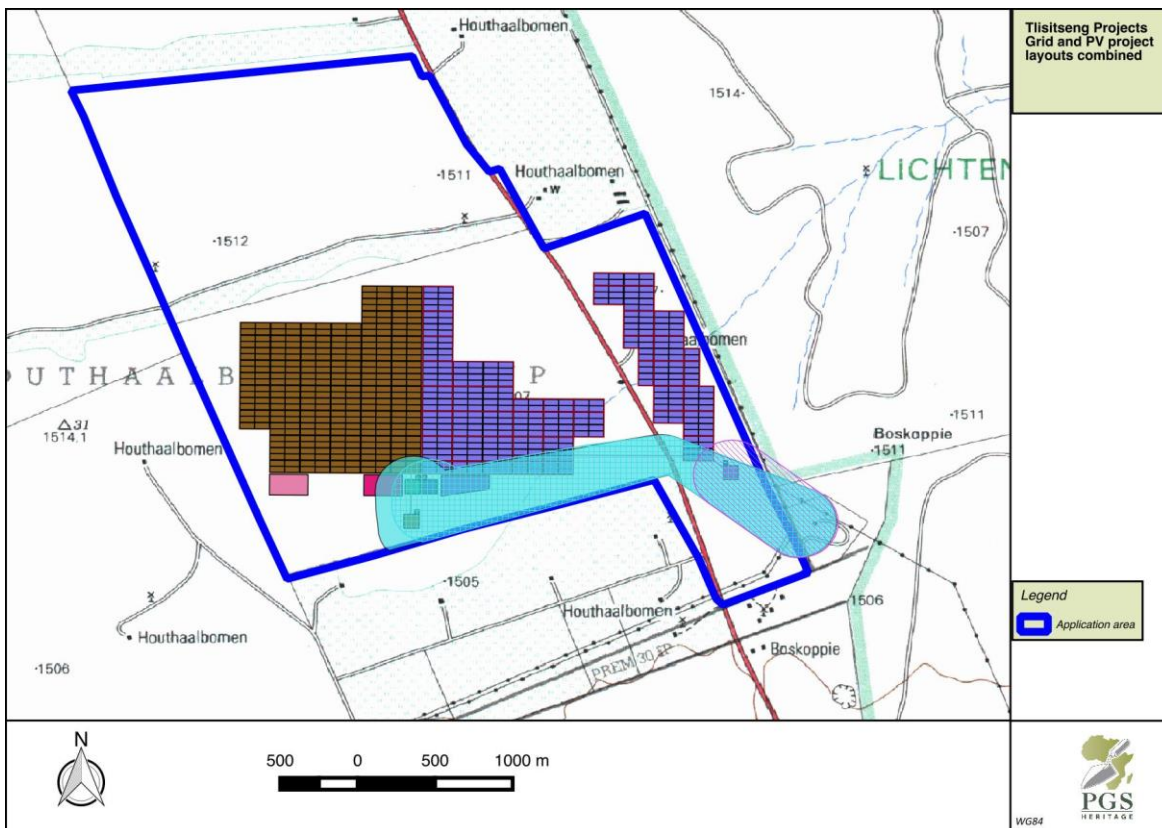 Tlisitseng Projects
Grid and PV project
layouts combined
Houthaalbomen
1514
LICHTEN
1511
Houthaalbomen
W
1512
1507
UTHAALB
P
07
albomen
31
1514.1
Houthaalbomen
1511
Boskoppie
1511
1505
Houthaalbomen
1506
Houthaalbomen
Boskoppie
1506
PREM 30 IP
Legend
Application area
N
500 0 500 1000 m
PGS
HERITAGE
WG84